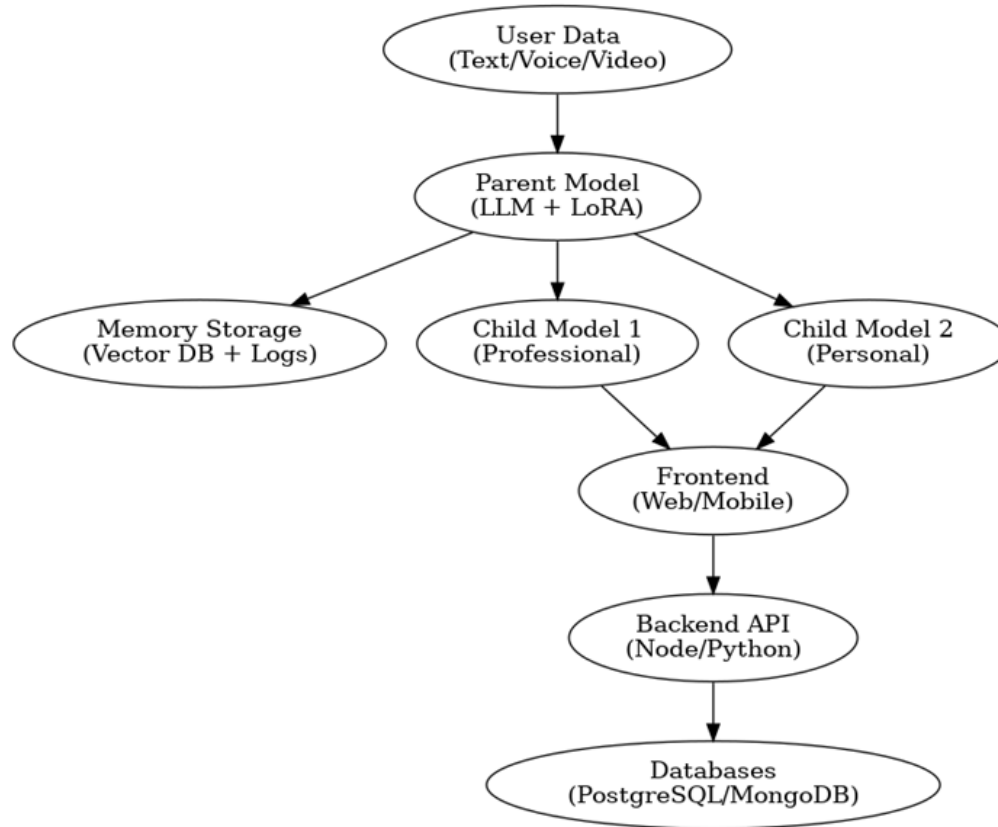 User Data
(Text/Voice/Video)
Parent Model
(LLM + LoRA)
Memory Storage
(Vector DB + Logs)
Child Model 1
(Professional)
Child Model 2
(Personal)
Frontend
(Web/Mobile)
Backend API
(Node/Python)
Databases
(PostgreSQL/MongoDB)